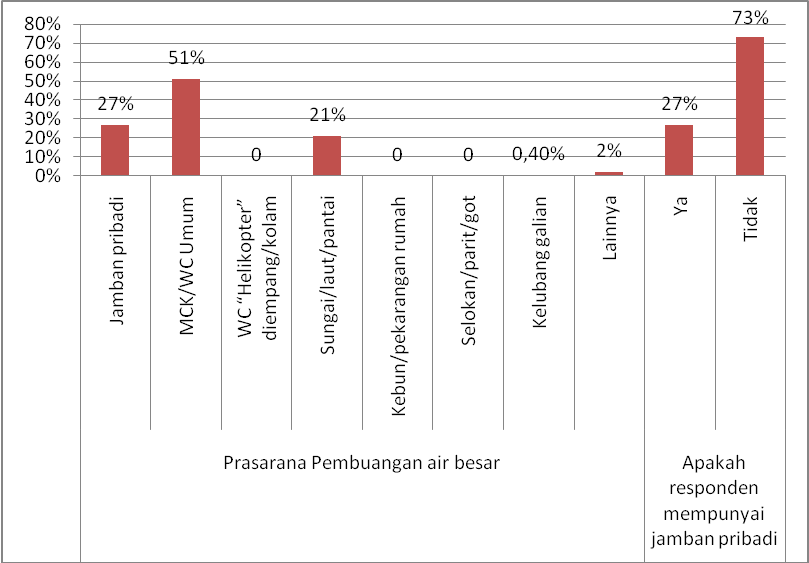 80%
70%
60%
50%
40%
30%
20%
10%
0%
27%
51%
0
21%
0
0
0,40%
2%
27%
73%
Jamban pribadi
MCK/WC Umum
WC “Helikopter”
diempang/kolam
Sungai/laut/pantai
Kebun/pekarangan rumah
Selokan/parit/got
Kelubang galian
Lainnya
Ya
Tidak
Prasarana Pembuangan air besar
Apakah
responden
mempunyai
jamban pribadi